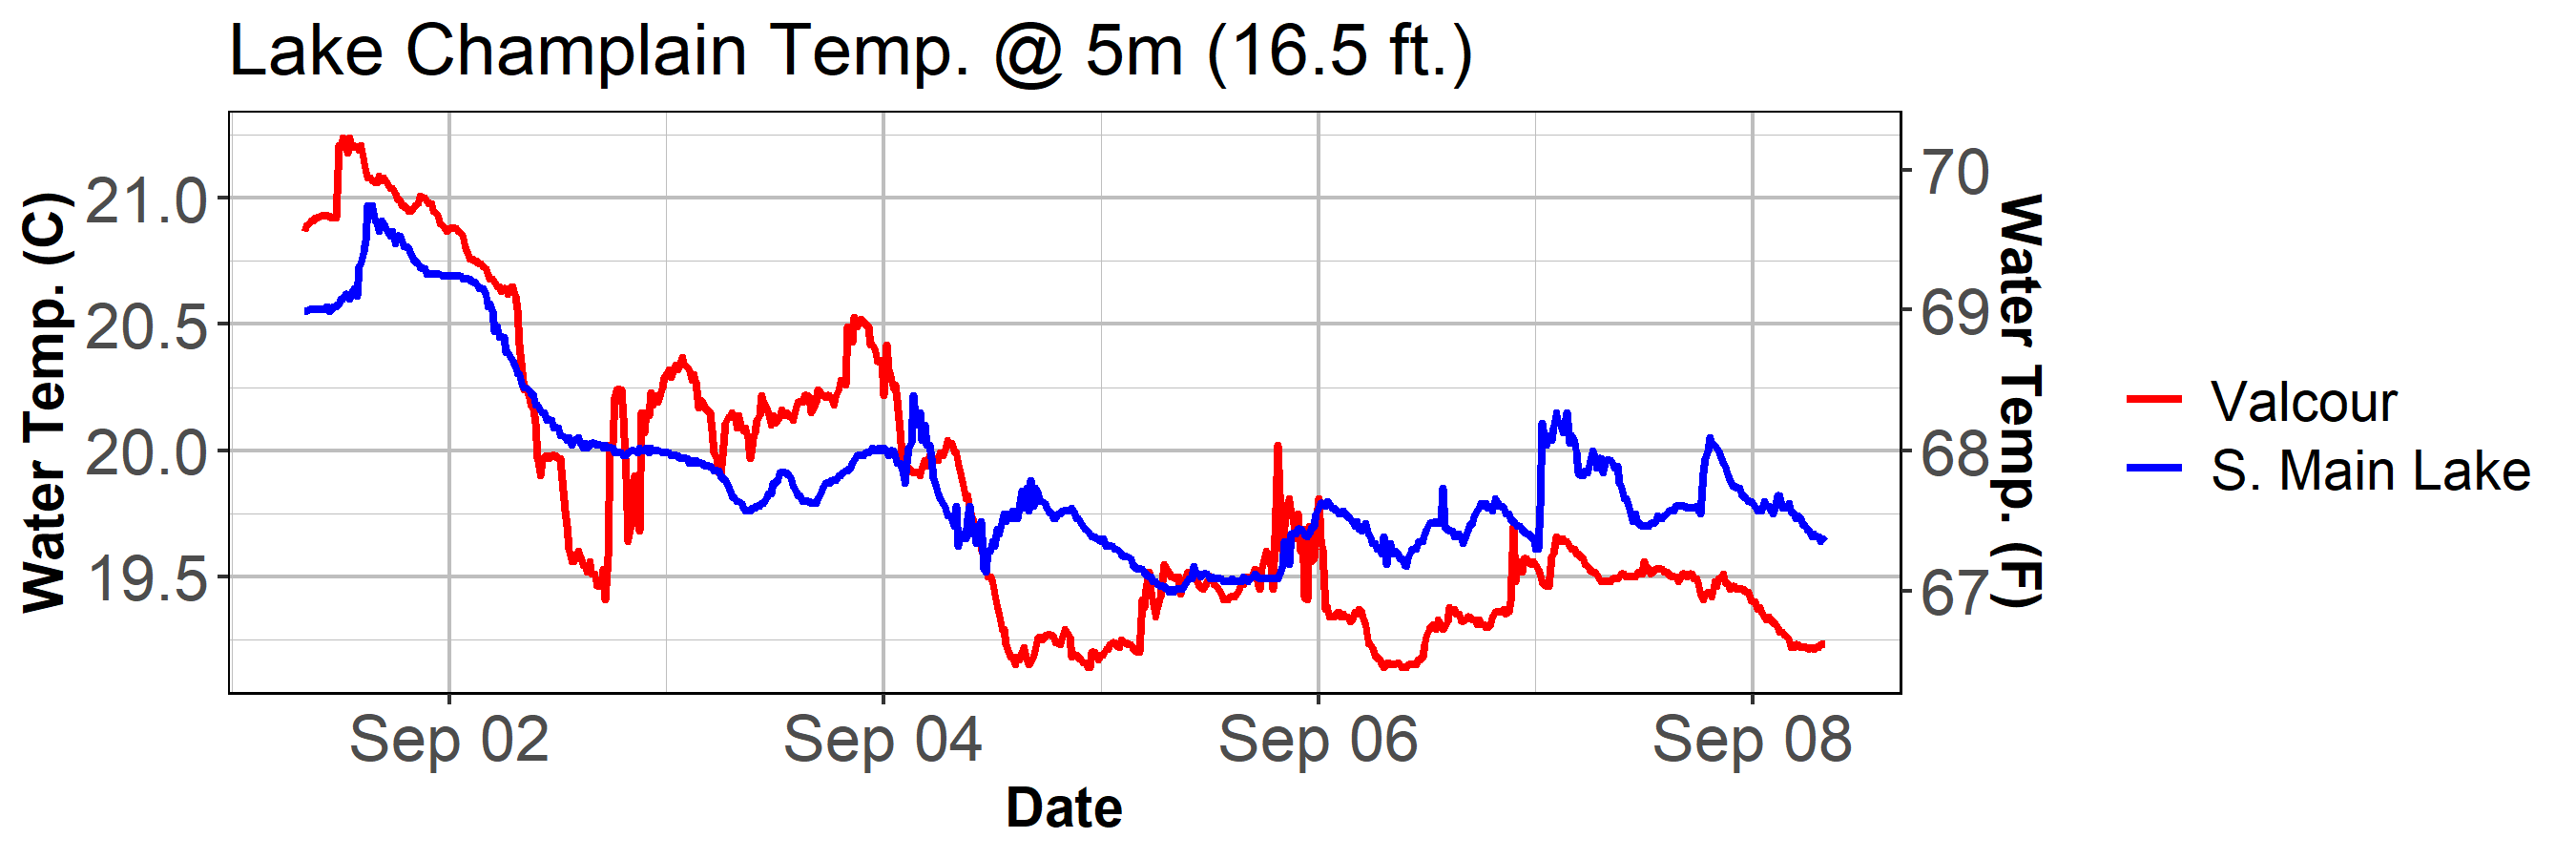 Lake Champlain Temp. @ 5m (16.5 ft.)
Water Temp. (C)
21.0
20.5
20.0
19.5
70
69
68
67
Water Temp. (F)
Sep 02
Sep 04
Sep 06
Sep 08
Date
Valcour
S. Main Lake